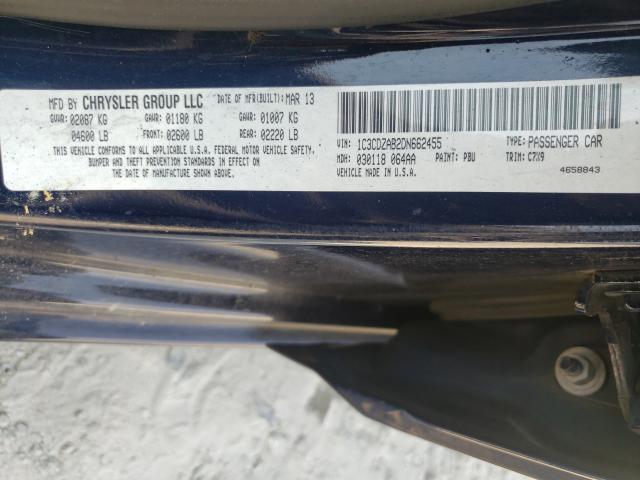 MFD BY CHRYSLER GROUP LLC DATE OF MFR(BUILT): MAR 13
GVWR: 02087 KG GAWR: 01180 KG GAWR: 01007 KG
04600 LB FRONT: 02600 LB REAR: 02220 LB
THIS VEHICLE CONFORMS TO ALL APPLICABLE U.S.A. FEDERAL MOTOR VEHICLE SAFETY,
BUMPER AND THEFT PREVENTION STANDARDS IN EFFECT ON
THE DATE OF MANUFACTURE SHOWN ABOVE.
VIN: 1C3CDZAB2DN662455 TYPE: PASSENGER CAR
MDH: 030118 064AA PAINT: PBU TRIM: C7X9
VEHICLE MADE IN U.S.A. 4658843